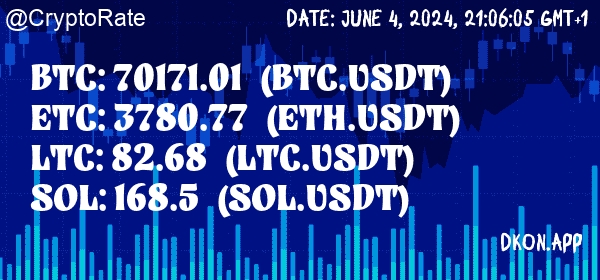 @CryptoRate
DATE: JUNE 4, 2024, 21:06:05 GMT+1
BTC: 70171.01 (BTC.USDT)
ETC: 3780.77 (ETH.USDT)
LTC: 82.68 (LTC.USDT)
SOL: 168.5 (SOL.USDT)
DKON.APP